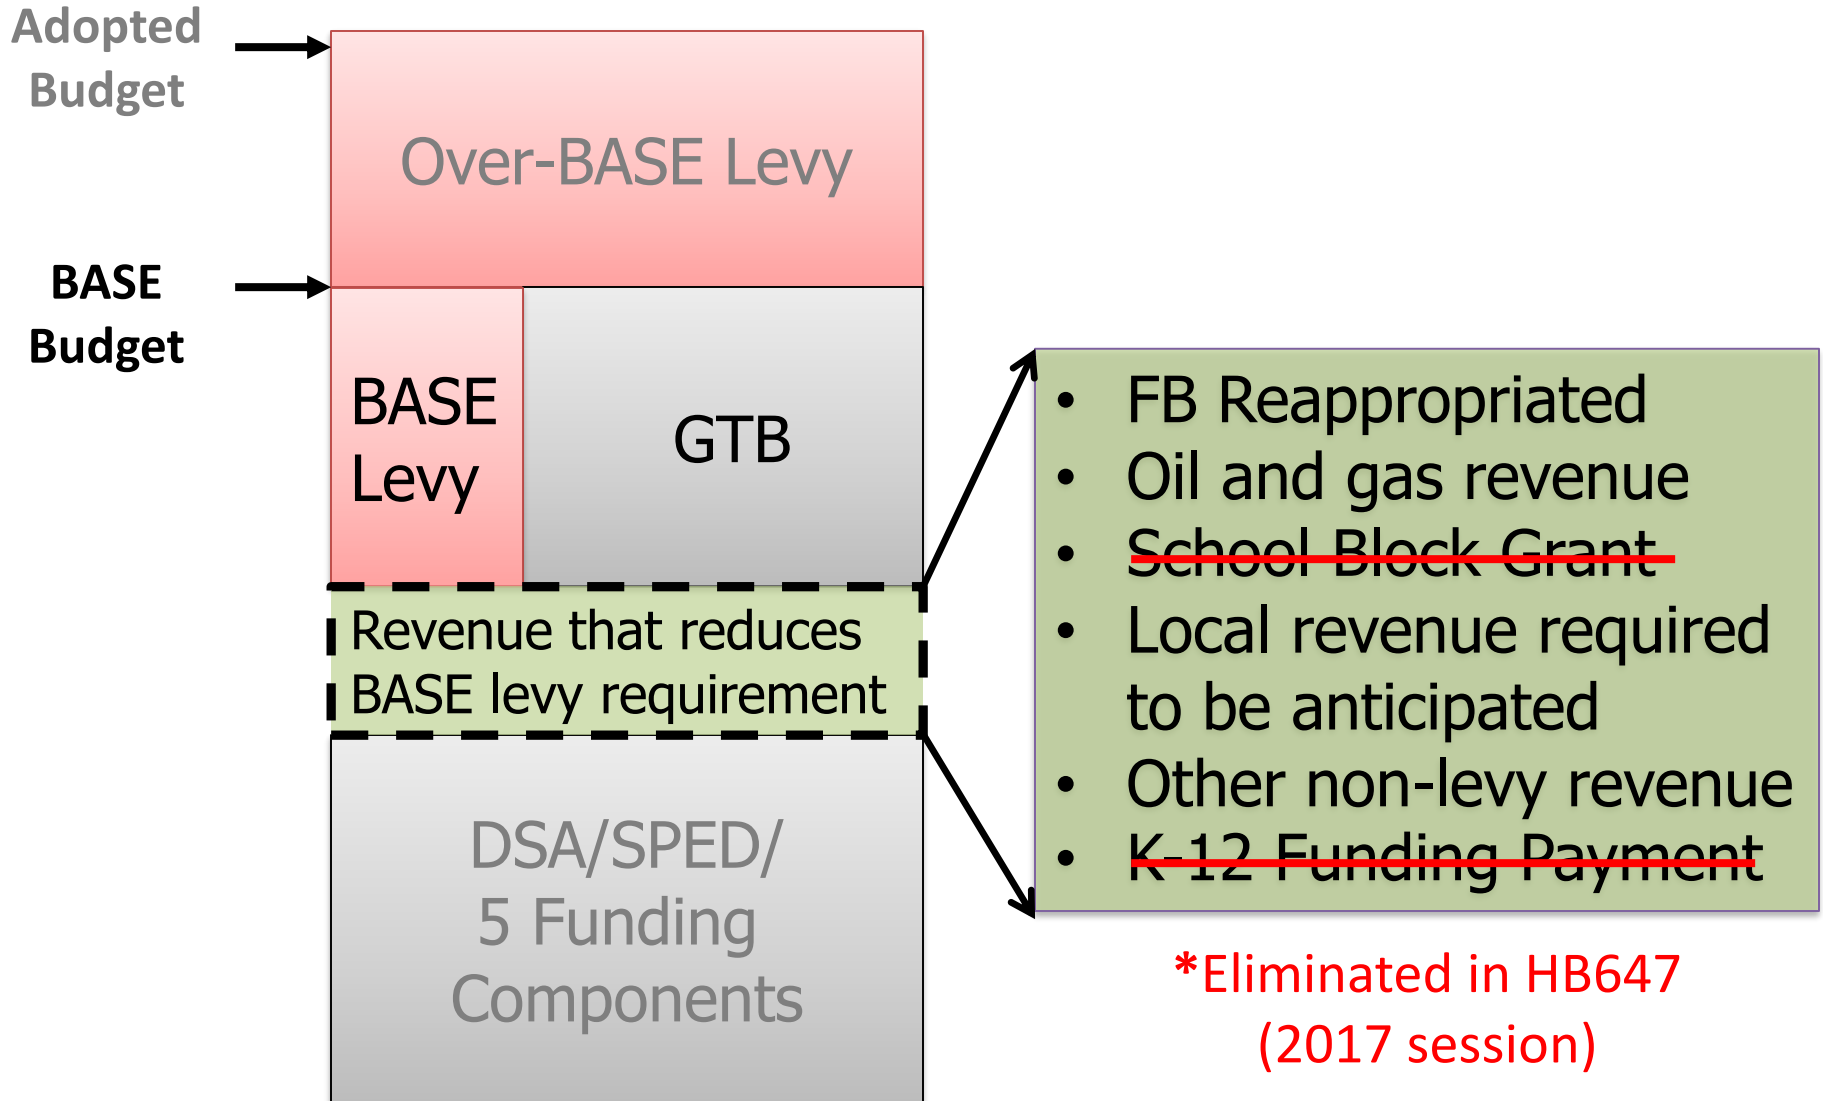 Adopted
Budget
Over-BASE Levy
BASE
Budget
BASE
Levy
GTB
Revenue that reduces
BASE levy requirement
DSA/SPED/
5 Funding
Components
• FB Reappropriated
• Oil and gas revenue
• School Block Grant
• Local revenue required
to be anticipated
• Other non-levy revenue
• K-12 Funding Payment
*Eliminated in HB647
(2017 session)